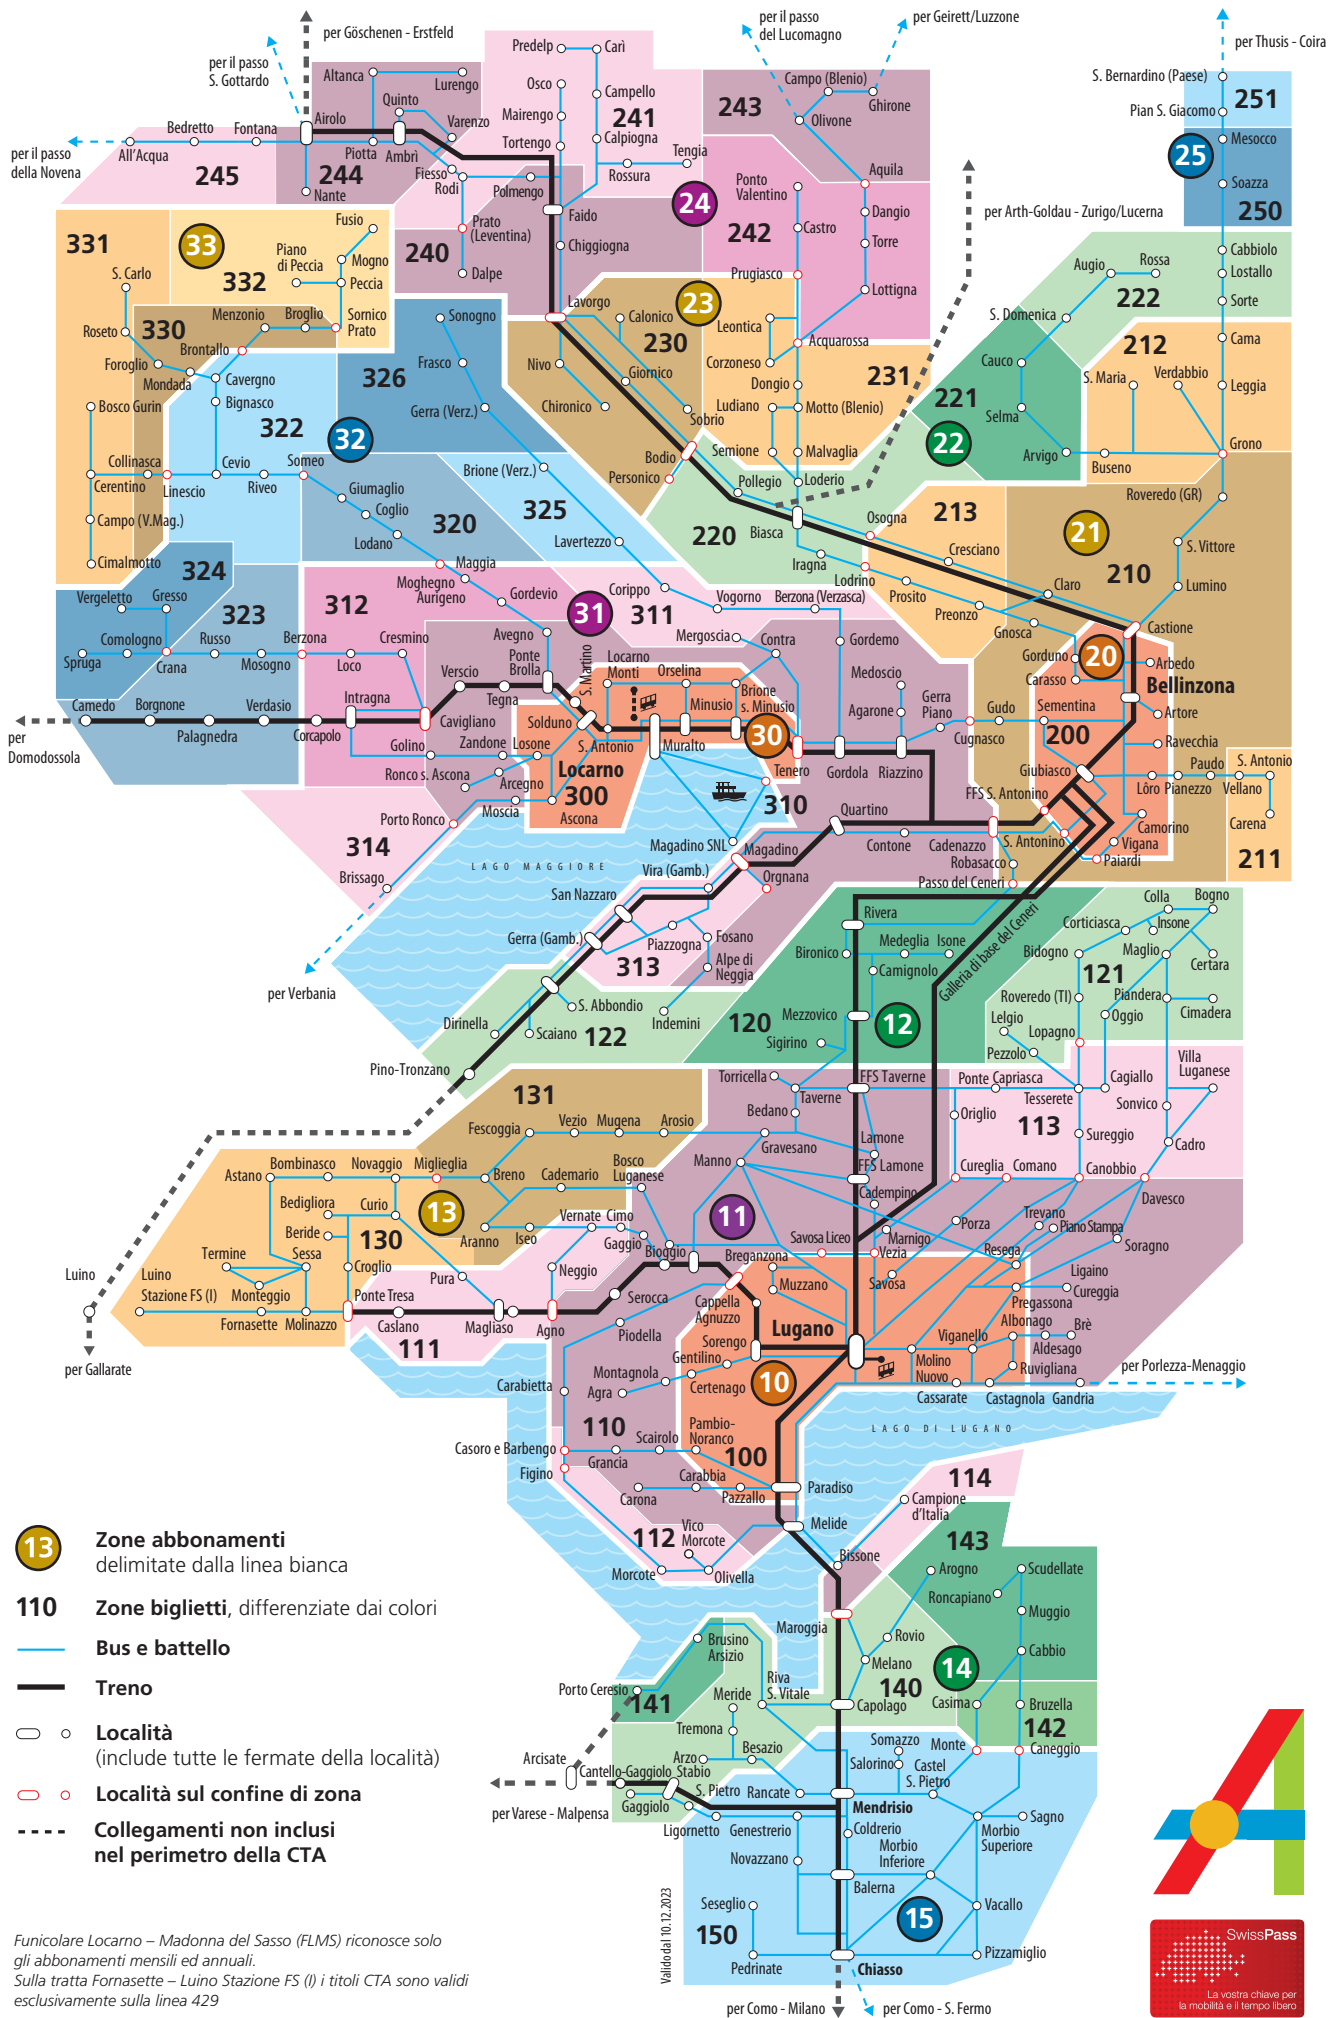 per Göschenen - Erstfeld
per il passo
S. Gottardo
per il passo
della Novena
per il passo
del Lucomagno
per Geirett/Luzzone
per Thusis - Coira
per Arth-Goldau - Zurigo/Lucerna
S. Bernardino (Paese)
251
Pian S. Giacomo
25
Mesocco
Soazza
250
Cabbiolo
Lostallo
Sorte
Cama
Leggia
Grono
Roveredo (GR)
Predelp
Carì
Osco
Campello
Mairengo
241
Tortengo
Calpiogna
Tengia
Rossura
Altanca
Lurengo
Quinto
Varenzo
Airolo
Bedretto
Fontana
All'Acqua
Piotta
Ambrì
245
244
Nante
Fiesso
Rodi
Polmengo
Faido
Prato
(Leventina)
240
Dalpe
Chiggiogna
Lavorgo
24
243
Campo (Blenio)
Ghirone
Olivone
Aquila
Ponto
Valentino
Castro
242
Dangio
Torre
Prugiasco
Lottigna
23
Calonico
230
Nivo
Giornico
Chironico
Sobrio
Leontica
Corzoneso
Acquarossa
Dongio
231
Ludiano
Motto (Blenio)
Semione
Malvaglia
Bodio
Personico
Pollegio
Loderio
Biasca
220
Iragna
331
33
S. Carlo
332
Fusio
Piano
di Peccia
Mogno
Peccia
Menzonio
Broglio
Sornico
Prato
330
Roseto
Brontallo
Foroglio
Mondada
Cavergno
Bignasco
Bosco Gurin
322
32
Collinasca
Cevio
Someo
Cerentino
Linescio
Riveo
Campo (V.Mag.)
Cimalmotto
Sonogno
Frasco
326
Gerra (Verz.)
Brione (Verz.)
325
Lavertezzo
Giumaglio
Coglio
320
Lodano
Maggia
Moghegno
Aurigeno
Gordevio
324
Vergeletto
Gresso
323
Comologno
Russo
Berzona
Spruga
Crana
Mosogno
312
Cresmino
Loco
Intragna
Camedo
Borgnone
Verdasio
Palagnedra
Corcapolo
per
Domodossola
31
311
Corippo
Vogorno
Berzona (Verzasca)
Mergoscia
Contra
Gordemo
Avegno
Ponte
Brolla
Verscio
Tegna
Cavigliano
S. Martino
Locarno
Monti
Orselina
Minusio
Brione
s. Minusio
30
Solduno
S. Antonio
Muralto
Tenero
Gordola
Riazzino
Medoscio
Agarone
Gerra
Piano
Golino
Zandone
Losone
Ronco s. Ascona
Arcegno
Locarno
300
Ascona
Moscia
Porto Ronco
314
Brissago
per Verbania
LAGO MAGGIORE
310
Magadino SNL
Magadino
Vira (Gamb.)
Orgnana
San Nazzaro
Gerra (Gamb.)
Piazzogna
Fosano
313
Alpe di
Neggia
Indemini
S. Abbondio
Dirinella
Scaiano
122
Pino-Tronzano
Quartino
Contone
Cadenazzo
Robasacco
Passo del Ceneri
221
22
222
Augio
Rossa
S. Domenica
Cauco
Selma
Arvigo
212
S. Maria
Verdabbio
Buseno
213
Osogna
Cresciano
Lodrino
Prosito
Preonzo
Claro
Gnosca
21
S. Vittore
210
Lumino
Castione
20
Gorduno
Arbedo
Carasso
Bellinzona
Artore
Gudo
Sementina
Cugnasco
200
Ravecchia
Giubiasco
FFS S. Antonino
S. Antonino
Lôro
Pianezzo
Paudo
S. Antonio
Vellano
Camorino
Carena
Vigana
Paiardi
211
Rivera
Bironico
Medeglia
Isone
Camignolo
12
Mezzovico
120
Sigirino
Galleria di base del Ceneri
Colla
Bogno
Corticiasca
Insone
Bidogno
Maglio
Certara
121
Roveredo (TI)
Piandera
Cimadera
Lelgio
Oggio
Lopagno
Pezzolo
Villa
Luganese
Ponte Capriasca
Cagiallo
Tesserete
Sonvico
Origlio
113
Sureggio
Cadro
Cureglia
Comano
Canobbio
Davesco
Torricella
FFS Taverne
Taverne
Bedano
Gravesano
Lamone
Manno
FFS Lamone
Cadempino
131
Fescoggia
Vezio
Mugena
Arosio
Breno
Cademario
Bosco
Luganese
Aranno
Iseo
Astano
Bombinasco
Novaggio
Miglieglia
Bedigliora
Curio
13
Beride
130
Termine
Sessa
Croglio
Pura
Luino
Luino
Stazione FS (I)
Monteggio
Fornasette
Molinazzo
per Gallarate
Vernate
Cimo
Gaggio
Bioggio
Neggio
Ponte Tresa
Caslano
111
Magliaso
Agno
Serocca
Piodella
11
Savosa Liceo
Breganzona
Muzzano
Vezia
Savosa
Marnigo
Porza
Trevano
Piano Stampa
Soragno
Resega
Ligaino
Cureggia
Pregassona
Albonago
Brè
Aldesago
Viganello
Molino
Nuovo
Ruvigliana
Cassarate
Castagnola
Gandria
per Porlezza-Menaggio
Cappella
Agnuzzo
Lugano
Sorengo
Gentilino
Montagnola
Agra
Certenago
10
Carabietta
110
Pambio-
Noranco
100
Casoro e Barbengo
Scairolo
Grancia
Figino
Carabbia
Carona
Pazzallo
Paradiso
LAGO DI LUGANO
112
Vico
Morcote
Morcote
Olivella
Melide
Bissone
114
Campione
d'Italia
143
Arogno
Scudellate
Roncapiano
Muggio
Maroggia
Rovio
Cabbio
Melano
14
140
Casima
Bruzella
Capolago
142
Caneggio
Brusino
Arsizio
Porto Ceresio
141
Riva
S. Vitale
Meride
Tremona
Besazio
Arzo
Arcisate
Cantello-Gaggiolo
Stabio
Gaggiolo
per Varese - Malpensa
S. Pietro
Rancate
Somazzo
Monte
Salorino
Castel
S. Pietro
Mendrisio
Ligornetto
Genestrerio
Coldrerio
Sagno
Morbio
Superiore
Novazzano
Morbio
Inferiore
Balerna
Seseglio
15
Vacallo
150
Pedrinate
Chiasso
Pizzamiglio
per Como - Milano
per Como - S. Fermo
Valido dal 10.12.2023
13
Zone abbonamenti
delimitate dalla linea bianca
110
Zone biglietti, differenziate dai colori
Bus e battello
Treno
Località
(include tutte le fermate della località)
Località sul confine di zona
Collegamenti non inclusi
nel perimetro della CTA
Funicolare Locarno – Madonna del Sasso (FLMS) riconosce solo
gli abbonamenti mensili ed annuali.
Sulla tratta Fornasette – Luino Stazione FS (I) i titoli CTA sono validi
esclusivamente sulla linea 429
SwissPass
La vostra chiave per
la mobilità e il tempo libero